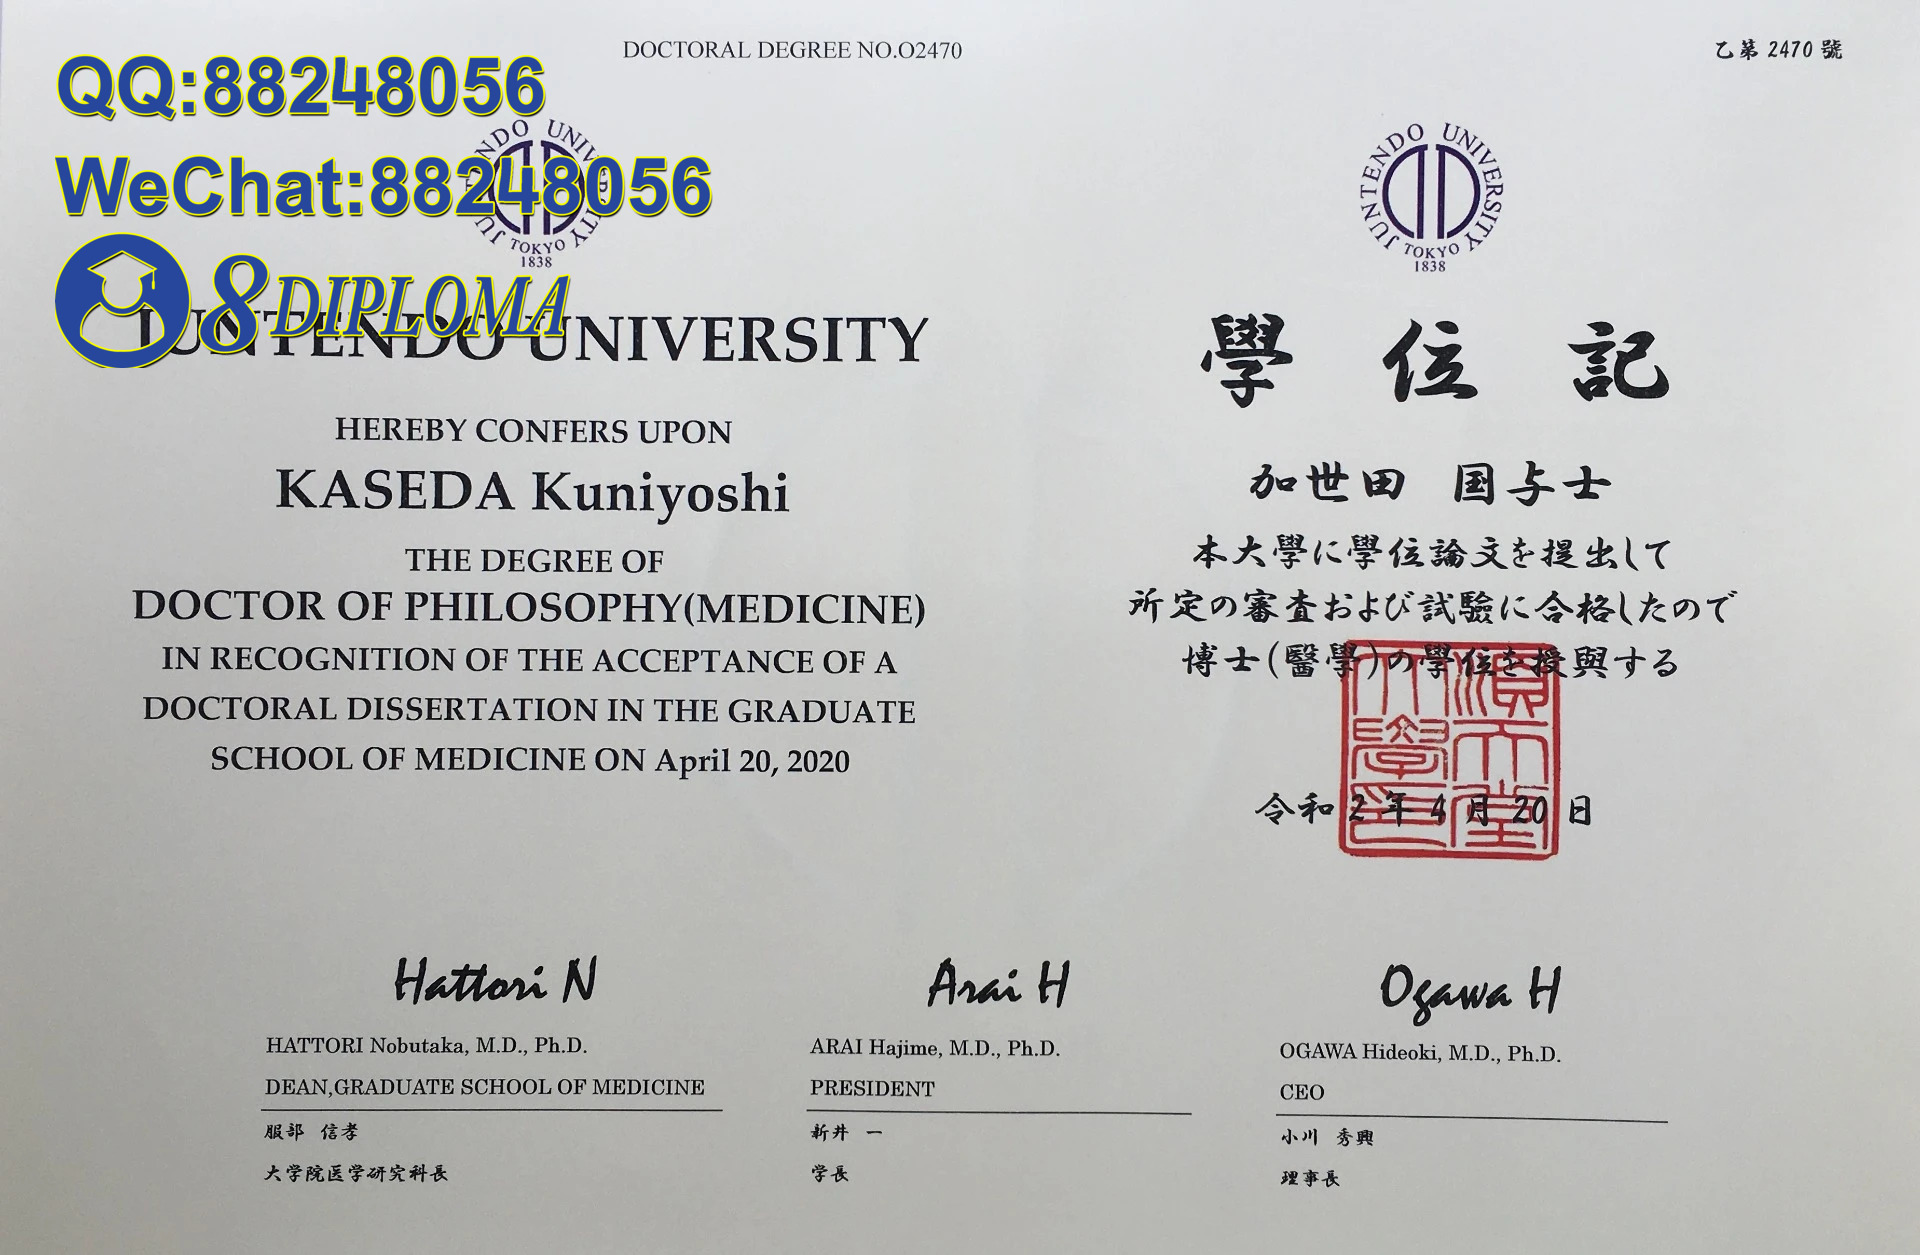 DOCTORAL DEGREE NO.O2470
乙第 2470 號
QQ:88248056
WeChat:88248056
8DIPLOMA
JUNTENDO UNIVERSITY
TOKYO
1838
JUNTENDO UNIVERSITY
TOKYO
1838
JUNTENDO UNIVERSITY
HEREBY CONFERS UPON
KASEDA Kuniyoshi
THE DEGREE OF
DOCTOR OF PHILOSOPHY(MEDICINE)
IN RECOGNITION OF THE ACCEPTANCE OF A
DOCTORAL DISSERTATION IN THE GRADUATE
SCHOOL OF MEDICINE ON April 20, 2020
學位記
加世田 国与士
本大學に學位論文を提出して
所定の審査および試驗に合格したので
博士(醫學)の學位を授與する
令和2年4月20日
順天堂大學印
Hattori N
HATTORI Nobutaka, M.D., Ph.D.
DEAN,GRADUATE SCHOOL OF MEDICINE
服部 信孝
大学院医学研究科長
Arai H
ARAI Hajime, M.D., Ph.D.
PRESIDENT
新井 一
学長
Ogawa H
OGAWA Hideoki, M.D., Ph.D.
CEO
小川 秀興
理事長